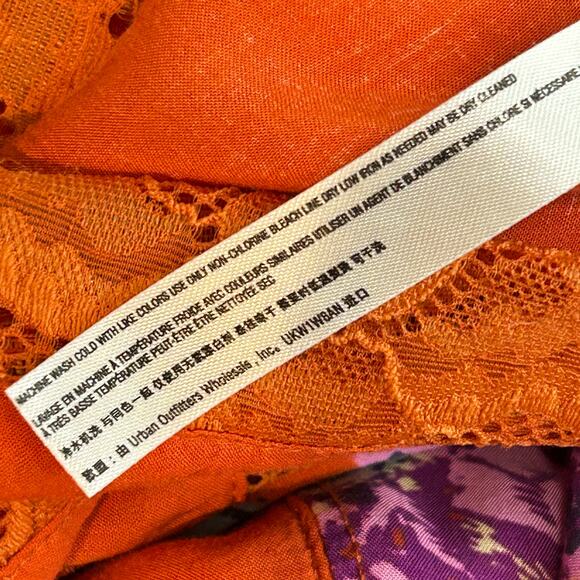 MACHINE WASH COLD WITH LIKE COLORS USE ONLY NON-CHLORINE BLEACH LINE DRY LOW IRON AS NEEDED MAY BE DRY CLEANED
LAVAGE EN MACHINE À TEMPÉRATURE FROIDE AVEC COULEURS SIMILAIRES UTILISER UN AGENT DE BLANCHIMENT SANS CHLORE SI NÉCESSAIRE
À TRÈS BASSE TEMPÉRATURE PEUT-ÊTRE ÊTRE NETTOYÉE SEC
冷水机洗 与同色一起 仅使用无氯漂白剂 悬挂晾干 需要时低温熨烫 可干洗
美国：由 Urban Outfitters Wholesale, Inc. UKW1WBAN 进口